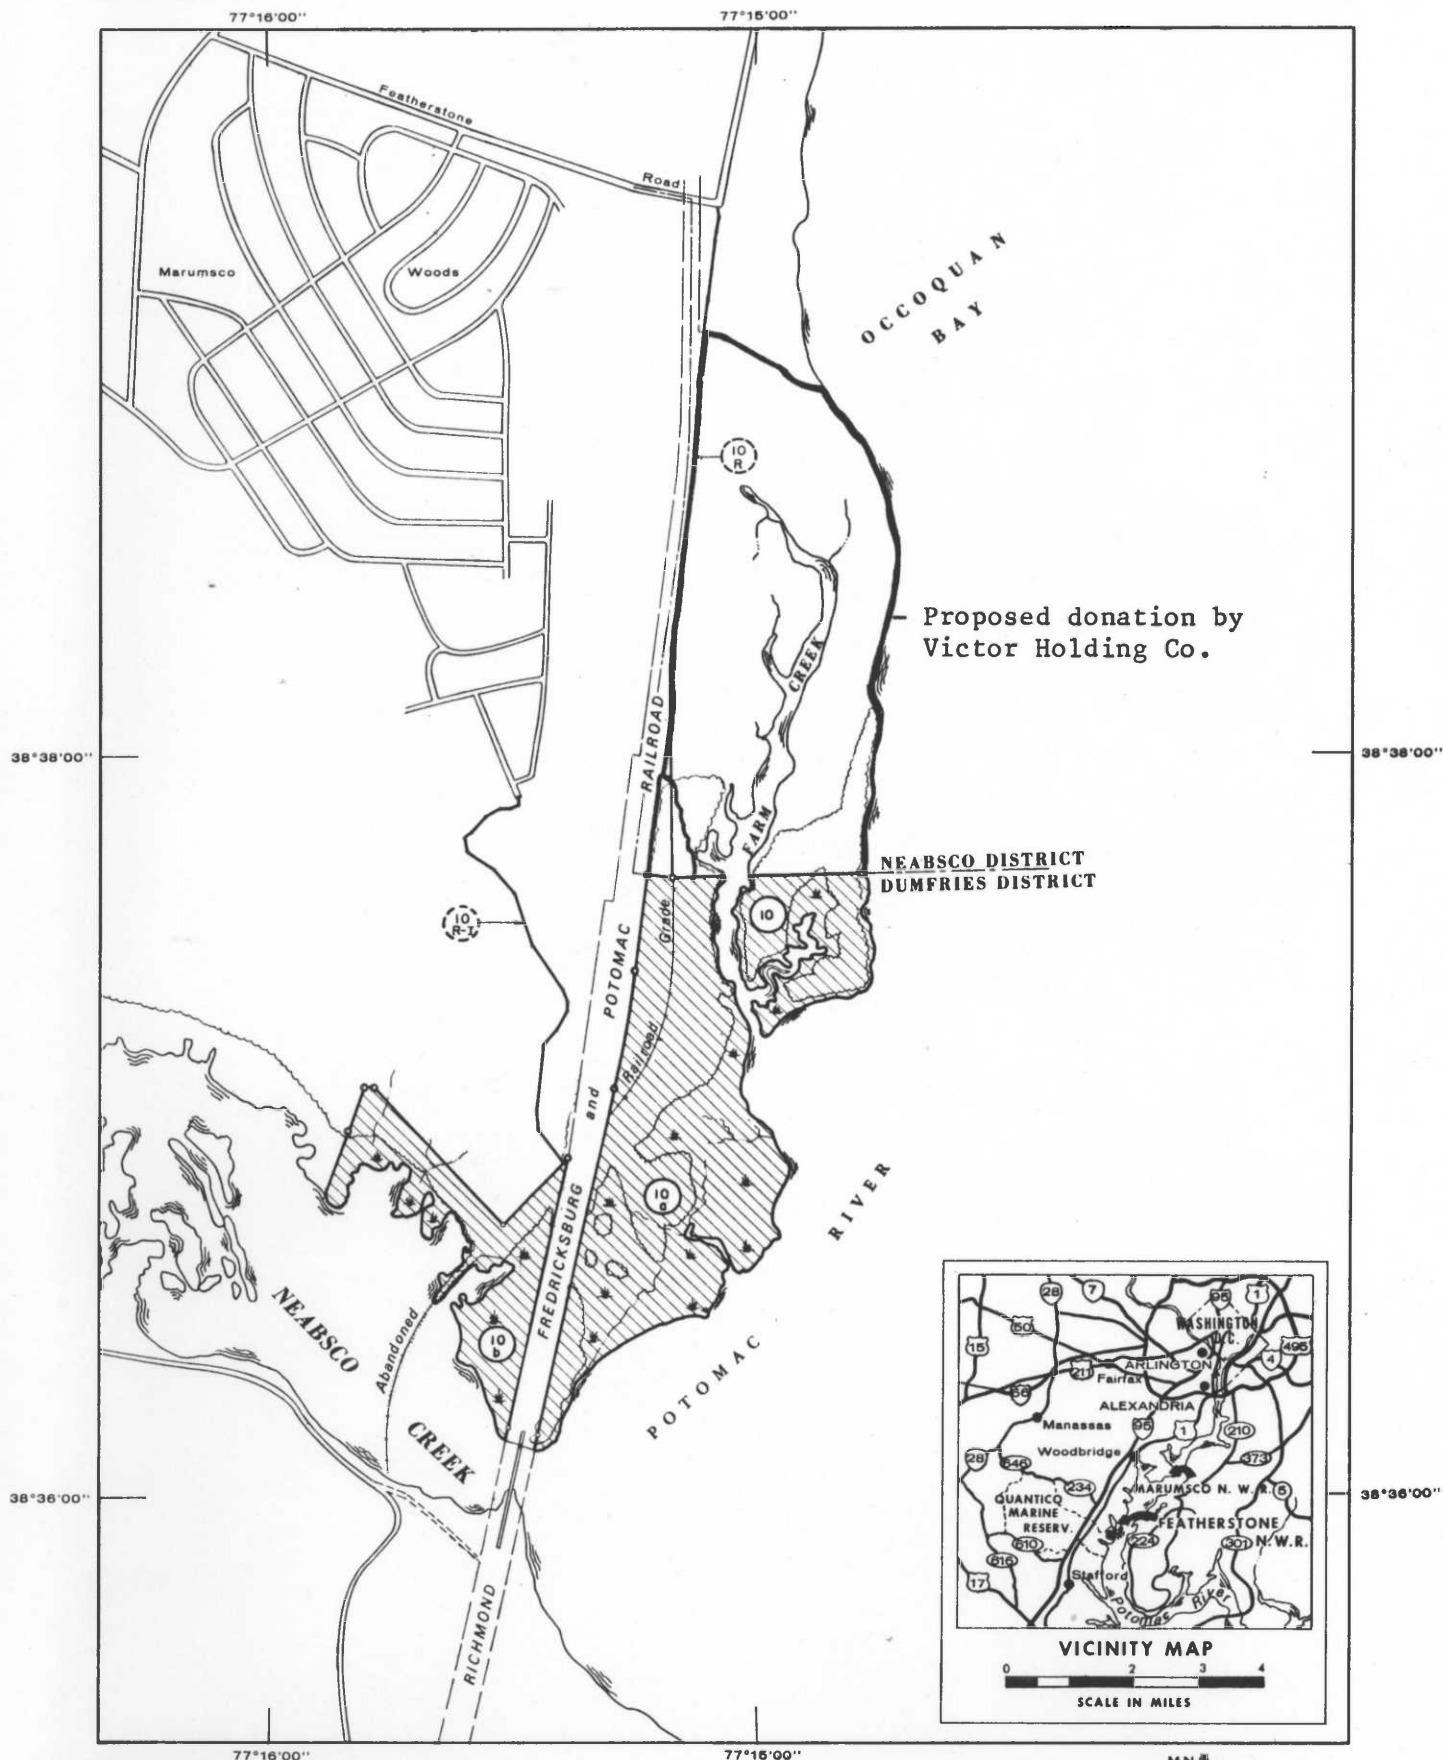 77°16'00"
77°15'00"
Featherstone
Road
Marumsco
Woods
OCCOQUAN
BAY
10
R
Proposed donation by
Victor Holding Co.
CREEK
FARM
38°38'00"
38°38'00"
RAILROAD
NEABSCO DISTRICT
DUMFRIES DISTRICT
10
Grade
10
R-I
POTOMAC
Railroad
and
10
a
RIVER
FREDRICKSBURG
NEABSCO
Abandoned
10
b
CREEK
POTOMAC
38°36'00"
38°36'00"
RICHMOND
28
7
95
1
50
WASHINGTON
D.C.
15
495
4
ARLINGTON
211
Fairfax
66
ALEXANDRIA
Manassas
95
1
210
Woodbridge
28
646
373
234
MARUMSCO N. W. R.
5
QUANTICO
MARINE
RESERV.
FEATHERSTONE
N.W.R.
610
224
301
616
17
Stafford
Potomac River
VICINITY MAP
0 2 3 4
SCALE IN MILES
77°16'00"
77°15'00"